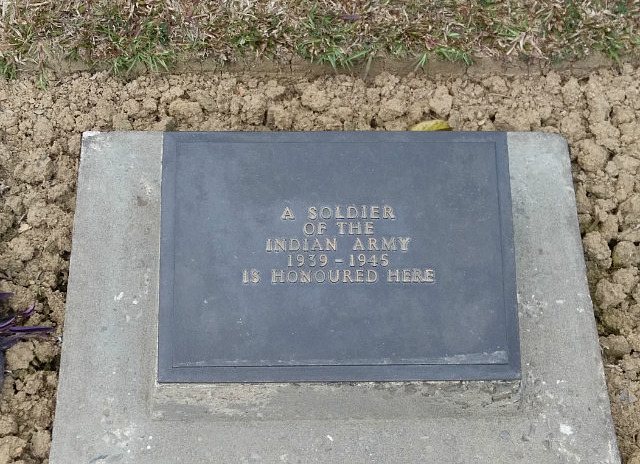 A SOLDIER
OF THE
INDIAN ARMY
1939-1945
IS HONOURED HERE